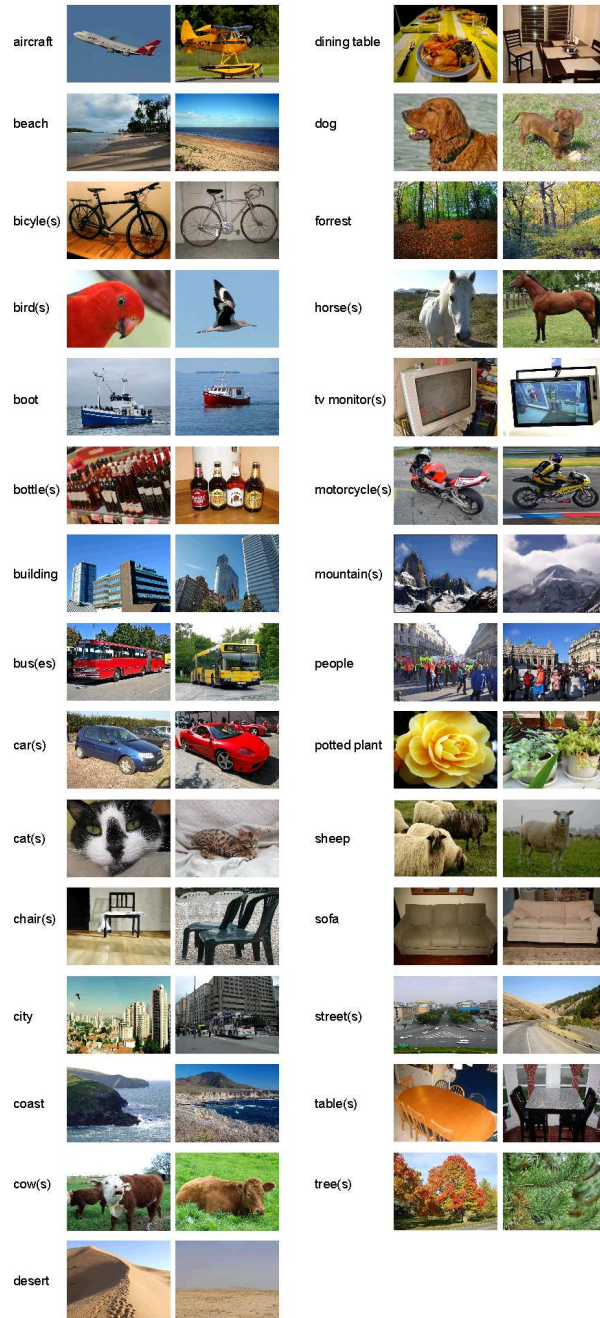 aircraft
beach
bicyle(s)
bird(s)
boot
bottle(s)
building
bus(es)
car(s)
cat(s)
chair(s)
city
coast
cow(s)
desert
dining table
dog
forrest
horse(s)
tv monitor(s)
motorcycle(s)
mountain(s)
people
potted plant
sheep
sofa
street(s)
table(s)
tree(s)